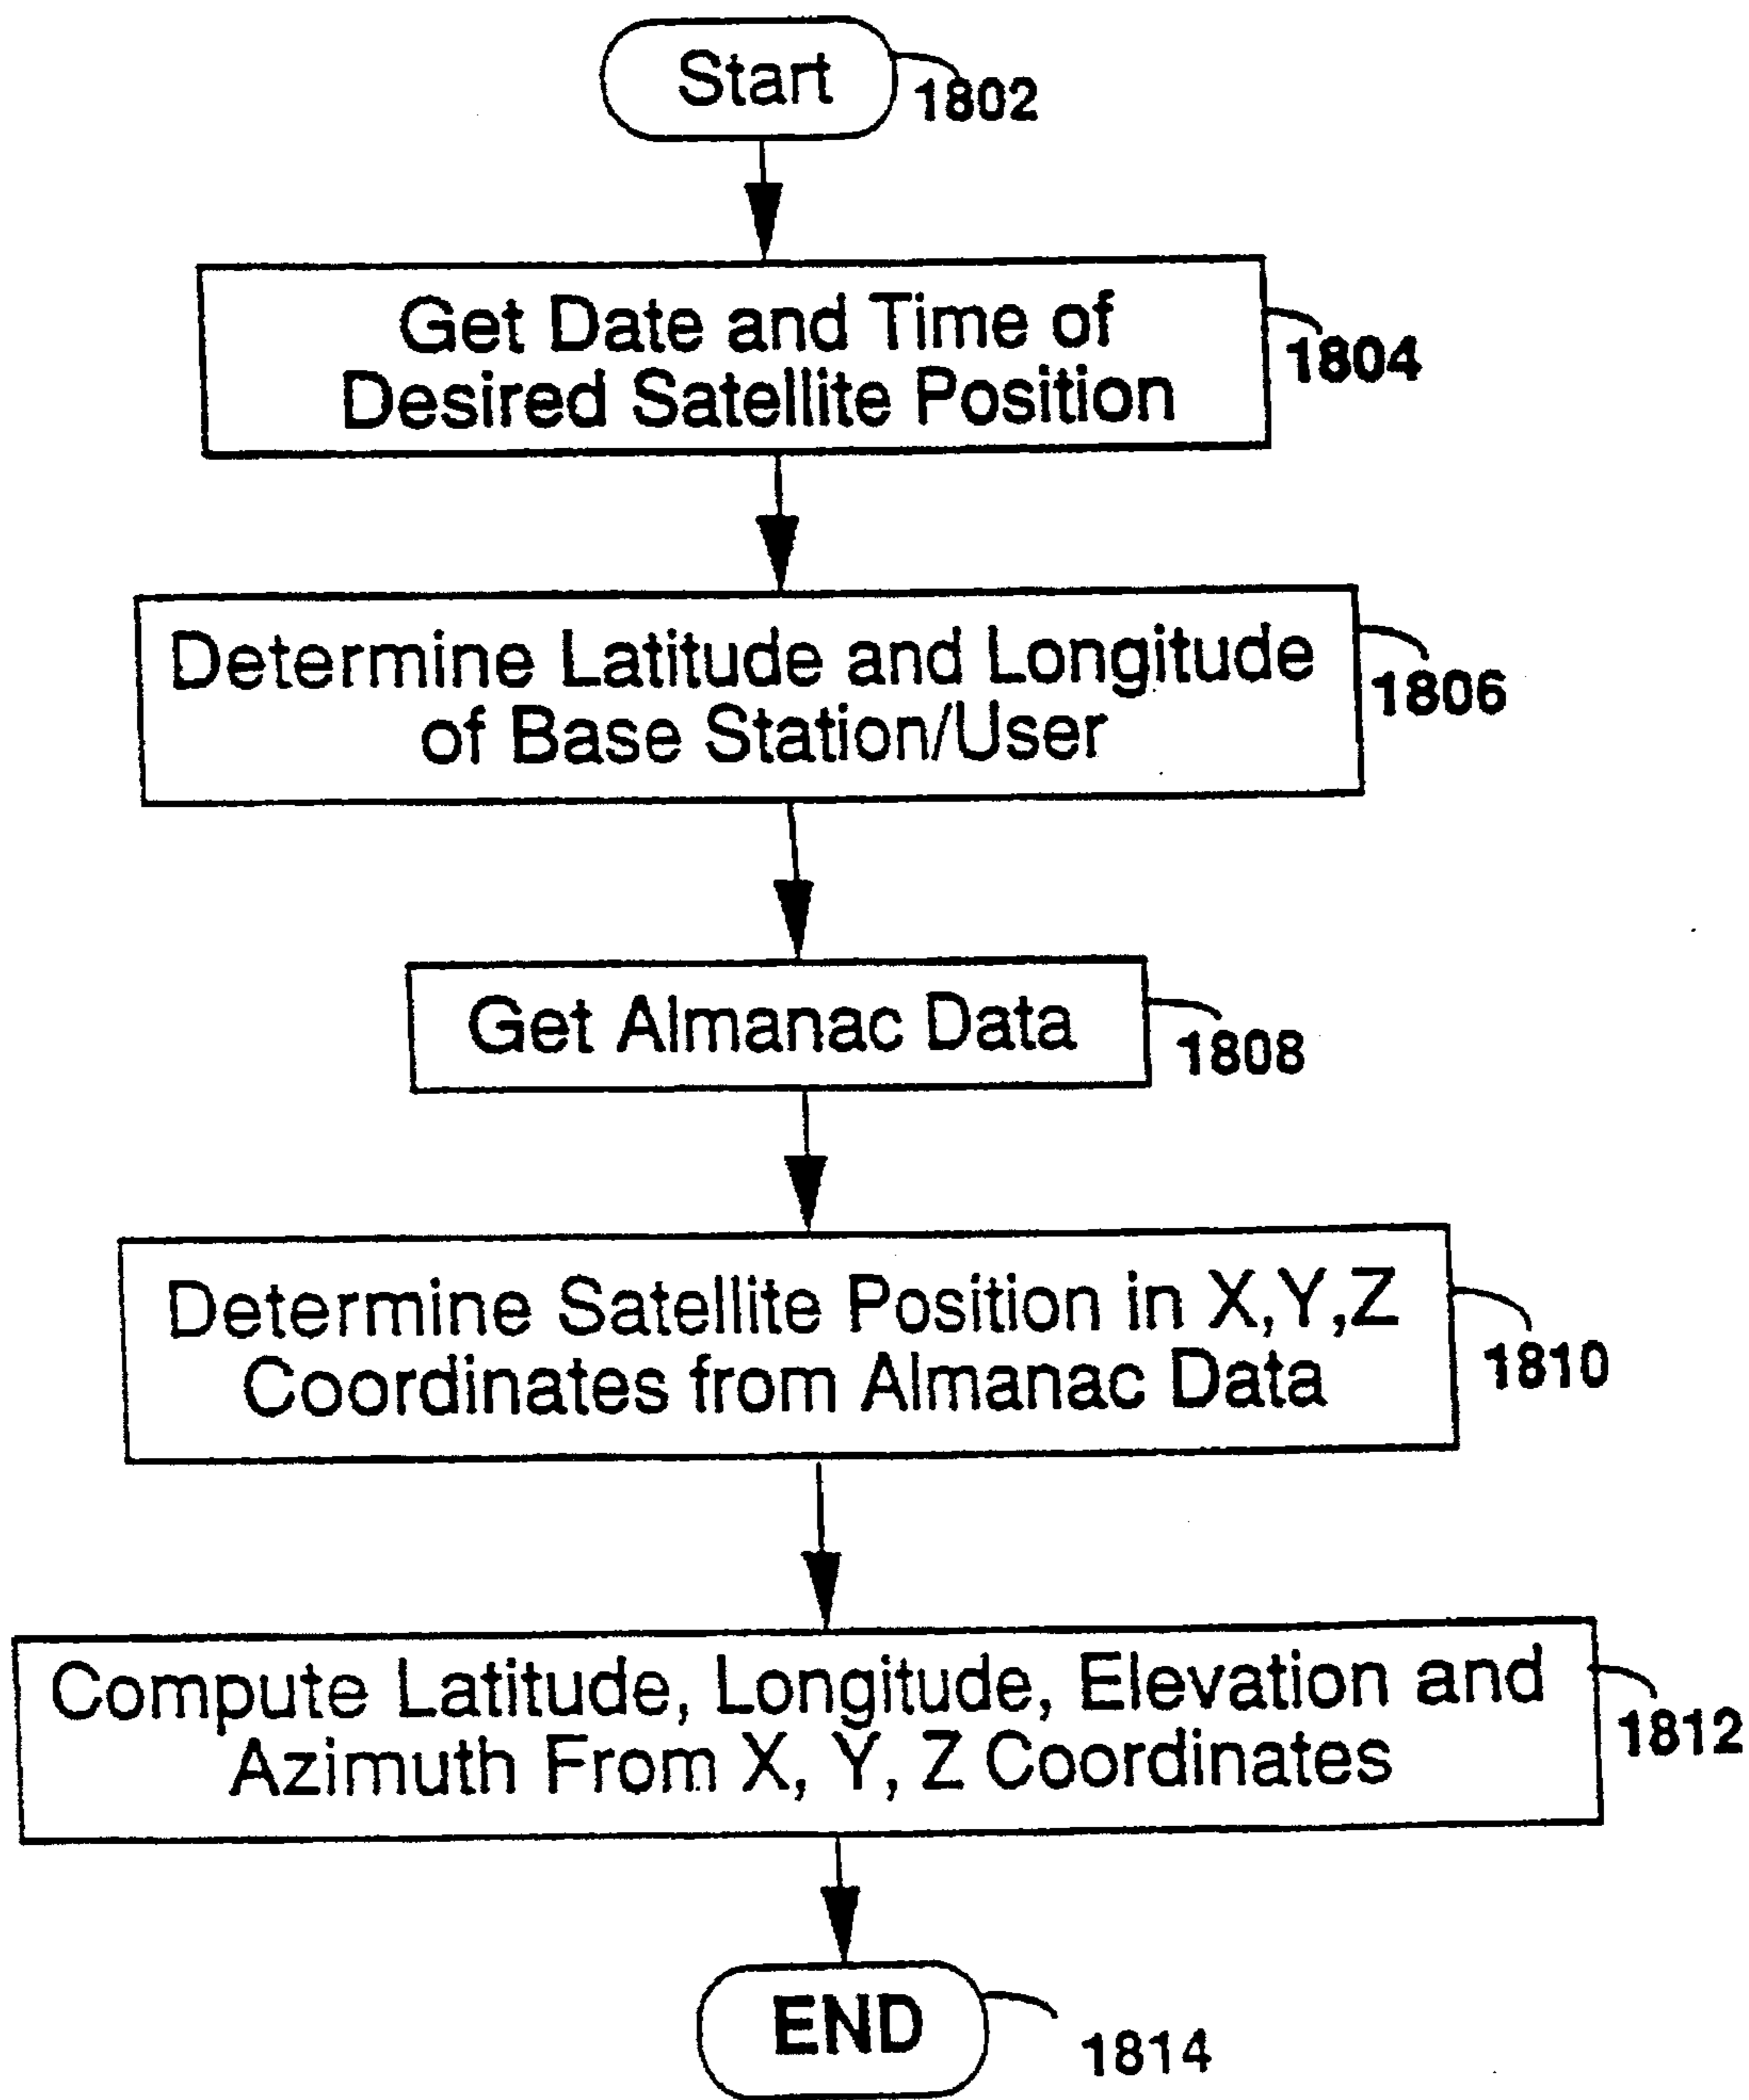 Start
1802
Get Date and Time of
Desired Satellite Position
1804
Determine Latitude and Longitude
of Base Station/User
1806
Get Almanac Data
1808
Determine Satellite Position in X,Y,Z
Coordinates from Almanac Data
1810
Compute Latitude, Longitude, Elevation and
Azimuth From X, Y, Z Coordinates
1812
END
1814